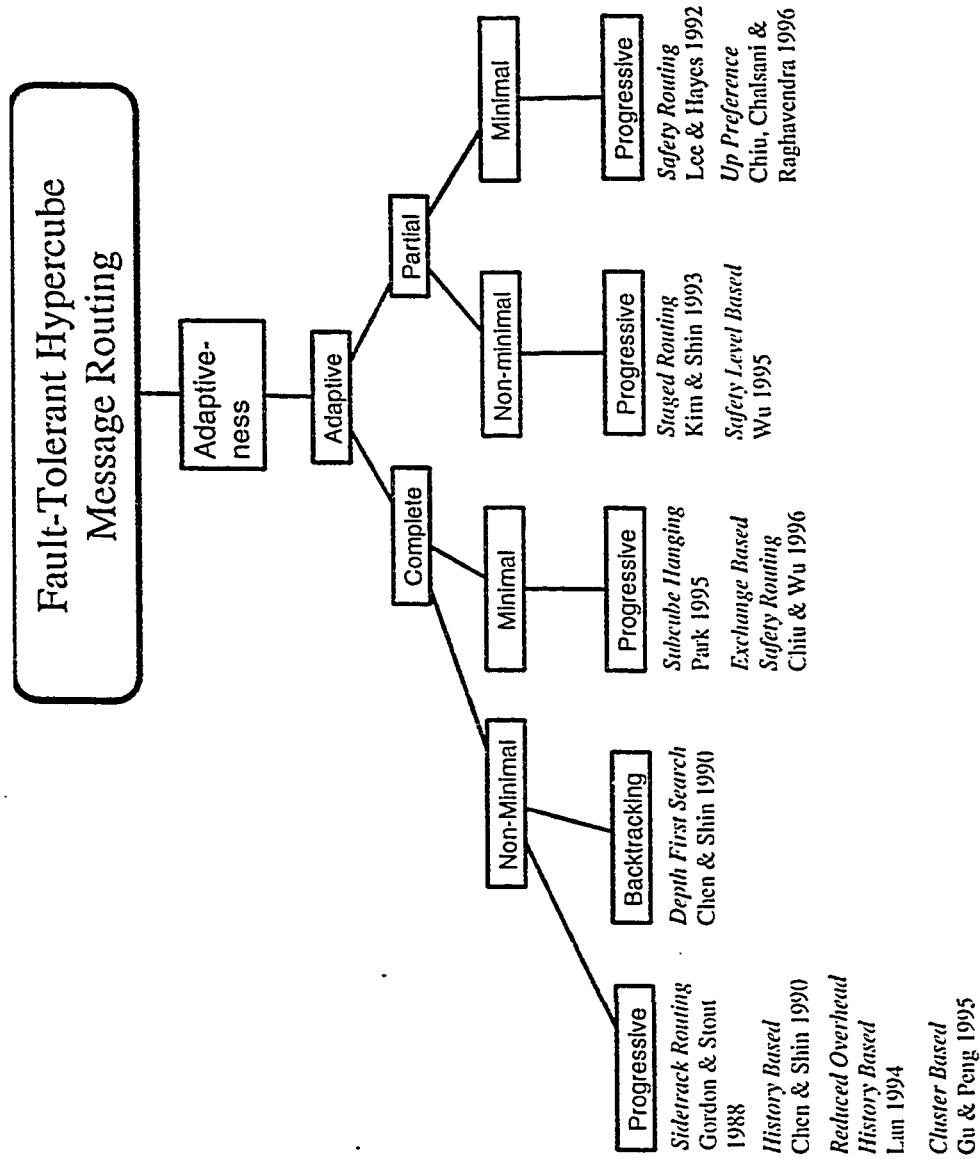 Fault-Tolerant Hypercube
Message Routing
Adaptive-
ness
Adaptive
Complete
Partial
Non-Minimal
Minimal
Non-minimal
Minimal
Progressive
Backtracking
Progressive
Progressive
Progressive
Sidetrack Routing
Gordon & Stout
1988
History Based
Chen & Shin 1990
Reduced Overhead
History Based
Lan 1994
Cluster Based
Gu & Peng 1995
Depth First Search
Chen & Shin 1990
Subcube Hanging
Park 1995
Exchange Based
Safety Routing
Chiu & Wu 1996
Staged Routing
Kim & Shin 1993
Safety Level Based
Wu 1995
Safety Routing
Lee & Hayes 1992
Up Preference
Chiu, Chalsani &
Raghavendra 1996